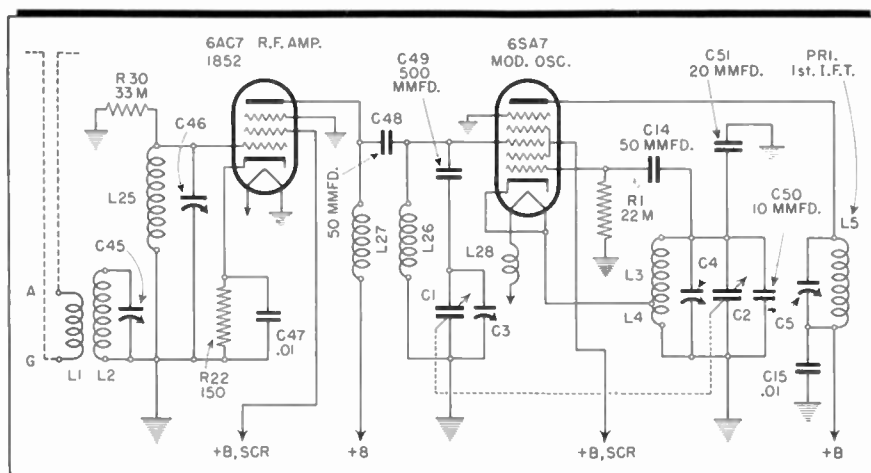 6AC7 R.F. AMP.
1852
R30
33 M
C46
L25
C45
A
G
L1
L2
R22
150
C47
.01
+B, SCR
C48
50 MMFD.
L27
L26
+B
C49
500
MMFD.
C1
C3
6SA7
MOD. OSC.
L28
R1
22 M
C14
50 MMFD.
+B, SCR
L3
L4
C4
C2
C51
20 MMFD.
C50
10 MMFD.
PRI.
1st. I.F.T.
L5
C5
C15
.01
+B